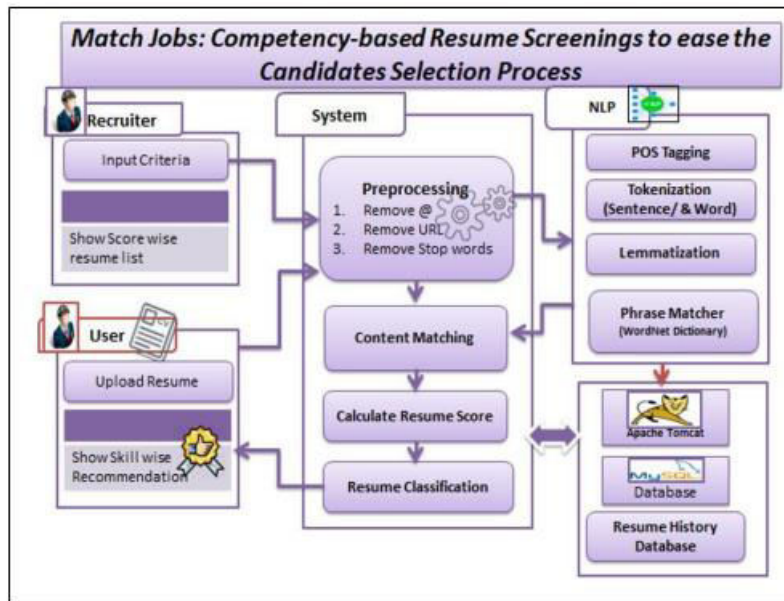 Match Jobs: Competency-based Resume Screenings to ease the
Candidates Selection Process
Recruiter
Input Criteria
Show Score wise
resume list
User
Upload Resume
Show Skill wise
Recommendation
System
Preprocessing
1. Remove @
2. Remove URL
3. Remove Stop words
Content Matching
Calculate Resume Score
Resume Classification
NLP
POS Tagging
Tokenization
(Sentence/ & Word)
Lemmatization
Phrase Matcher
(WordNet Dictionary)
Apache Tomcat
MySQL
Database
Resume History
Database